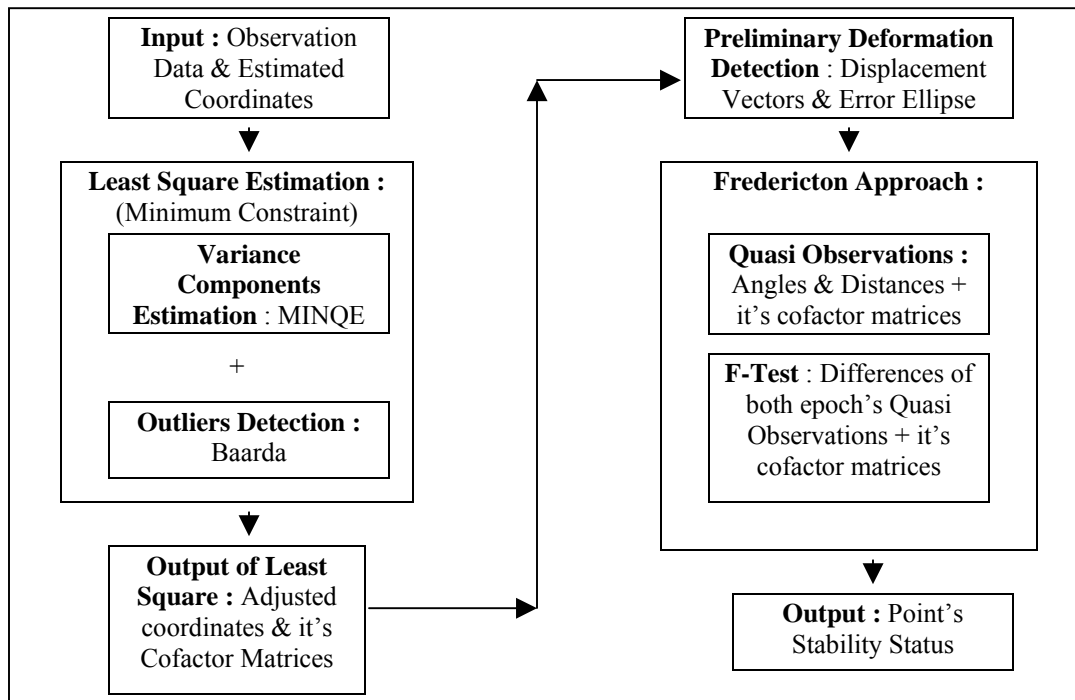 Input : Observation
Data & Estimated
Coordinates
Least Square Estimation :
(Minimum Constraint)
Variance
Components
Estimation : MINQE
+
Outliers Detection :
Baarda
Output of Least
Square : Adjusted
coordinates & it’s
Cofactor Matrices
Preliminary Deformation
Detection : Displacement
Vectors & Error Ellipse
Fredericton Approach :
Quasi Observations :
Angles & Distances +
it’s cofactor matrices
F-Test : Differences of
both epoch’s Quasi
Observations + it’s
cofactor matrices
Output : Point’s
Stability Status